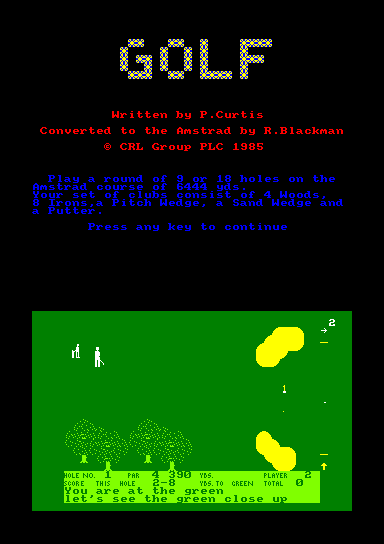 GOLF
Written by P.Curtis
Converted to the Amstrad by R.Blackman
© CRL Group PLC 1985
Play a round of 9 or 18 holes on the
Amstrad course of 6444 yds.
Your set of clubs consist of 4 Woods,
8 Irons,a Pitch Wedge, a Sand Wedge and
a Putter.
Press any key to continue
2
1
HOLE NO. 1 PAR 4 390 YDS. PLAYER 2
SCORE THIS HOLE 2-8 YDS.TO GREEN TOTAL 0
You are at the green
let's see the green close up